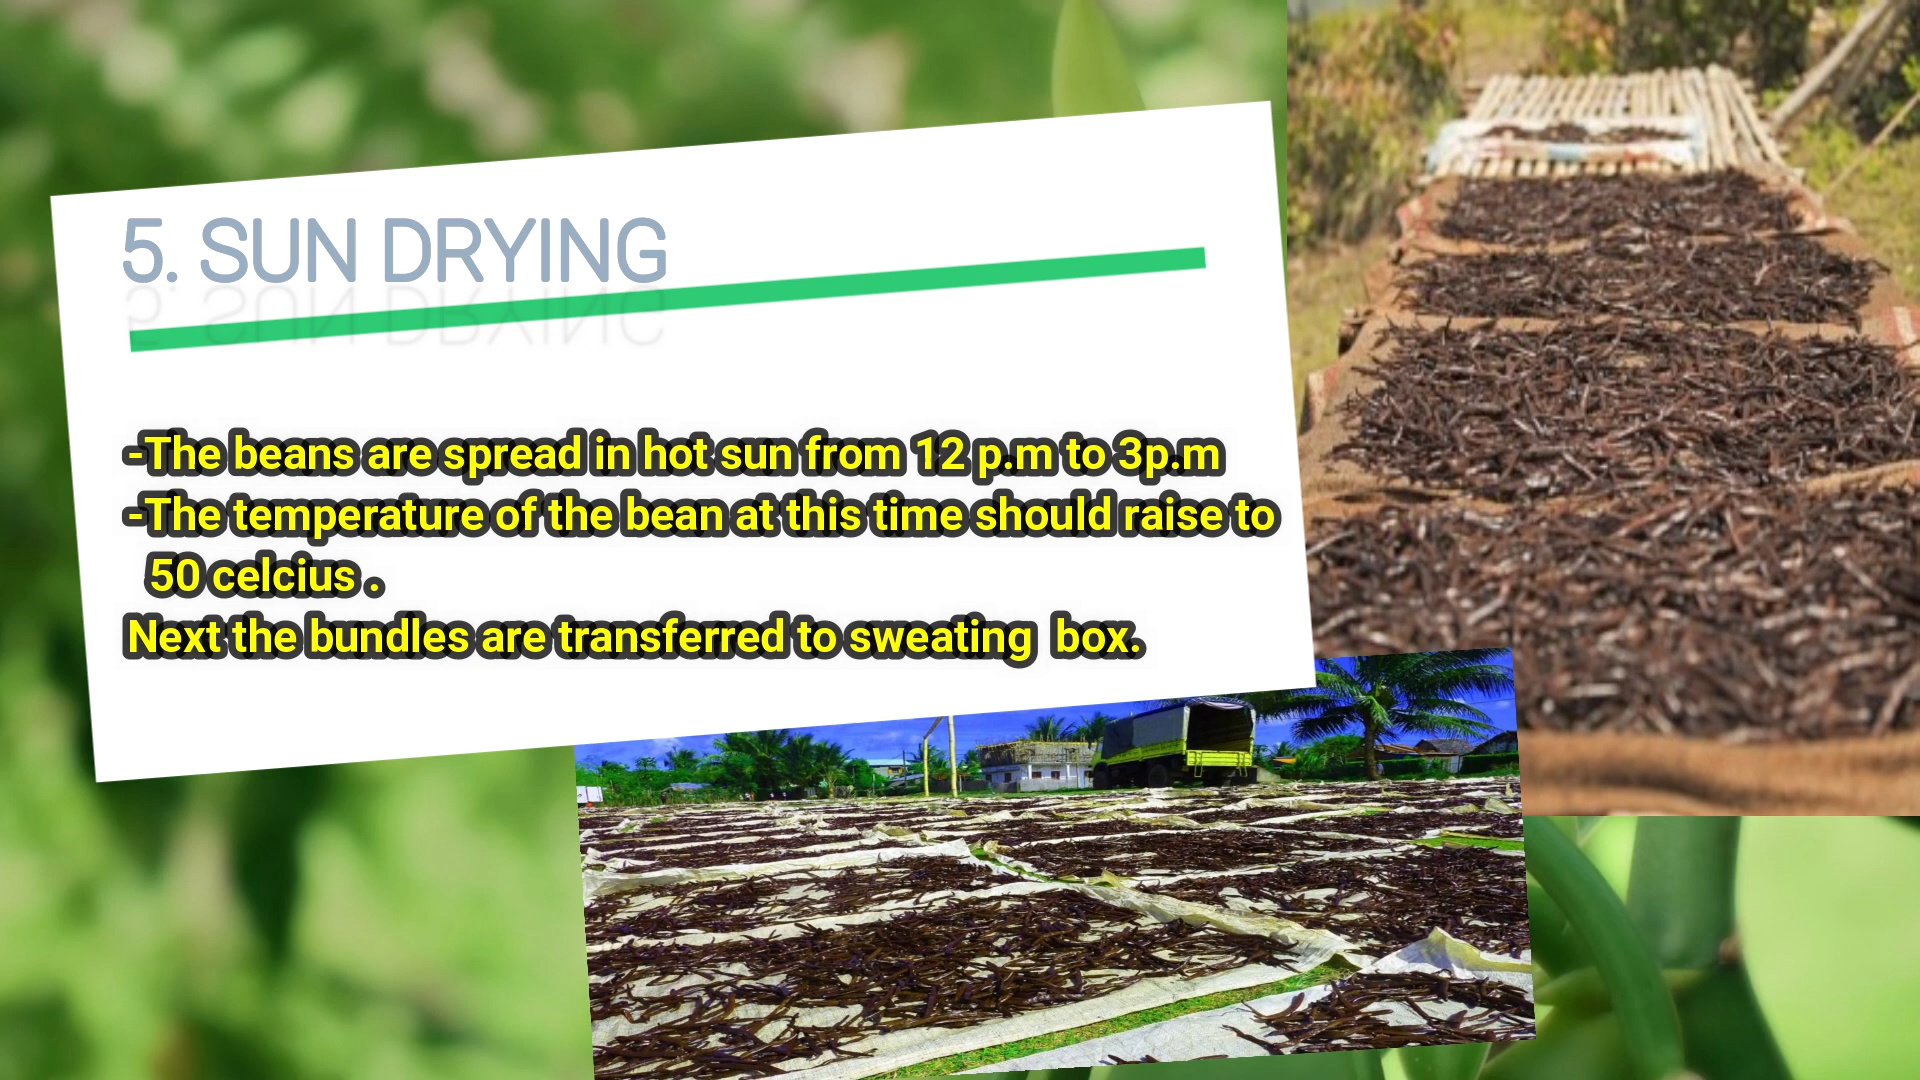 5. SUN DRYING
-The beans are spread in hot sun from 12 p.m to 3p.m
-The temperature of the bean at this time should raise to
50 celcius .
Next the bundles are transferred to sweating  box.